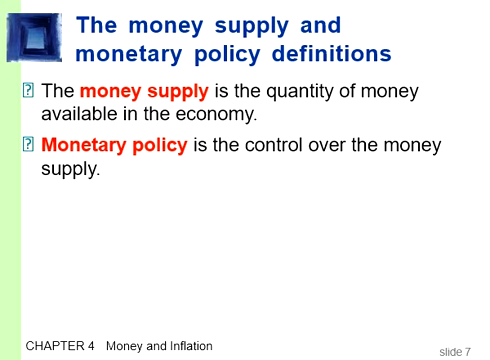 The money supply and
monetary policy definitions
The money supply is the quantity of money
available in the economy.
Monetary policy is the control over the money
supply.
CHAPTER 4 Money and Inflation
slide 7